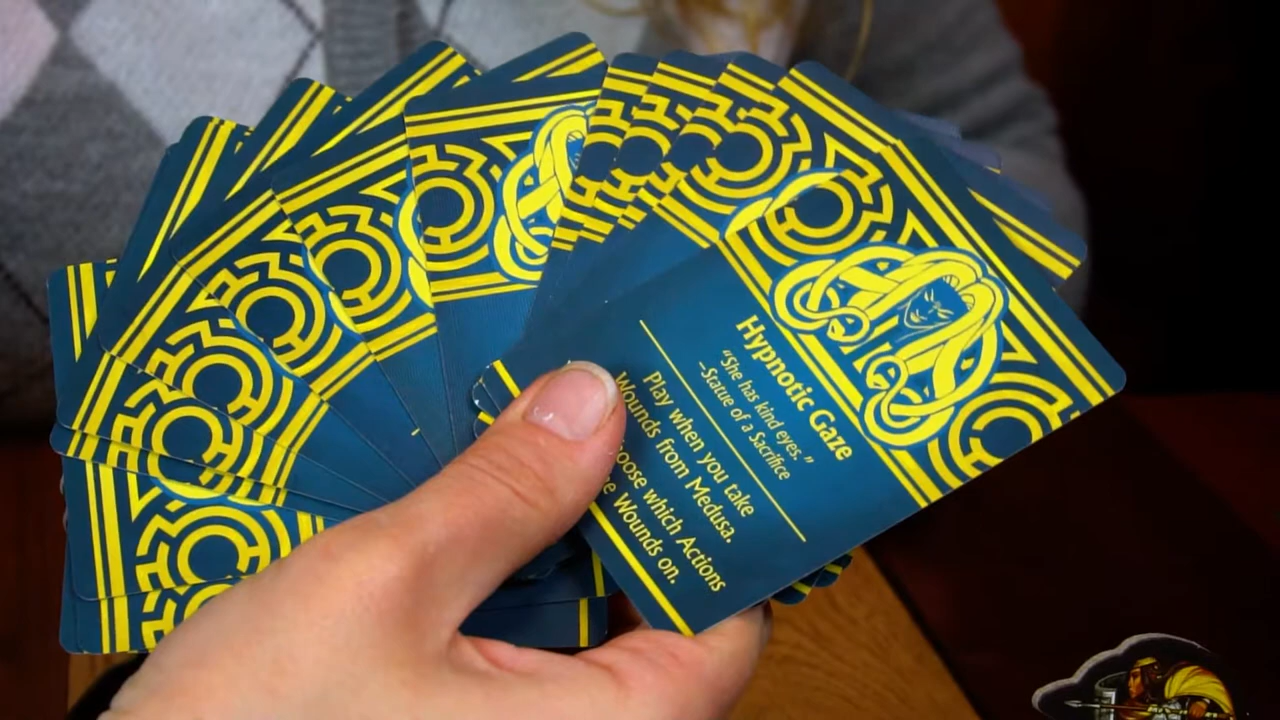 Hypnotic Gaze
“She has kind eyes.”
-Statue of a Sacrifice
Play when you take
Wounds from Medusa.
which Actions
Wounds on.